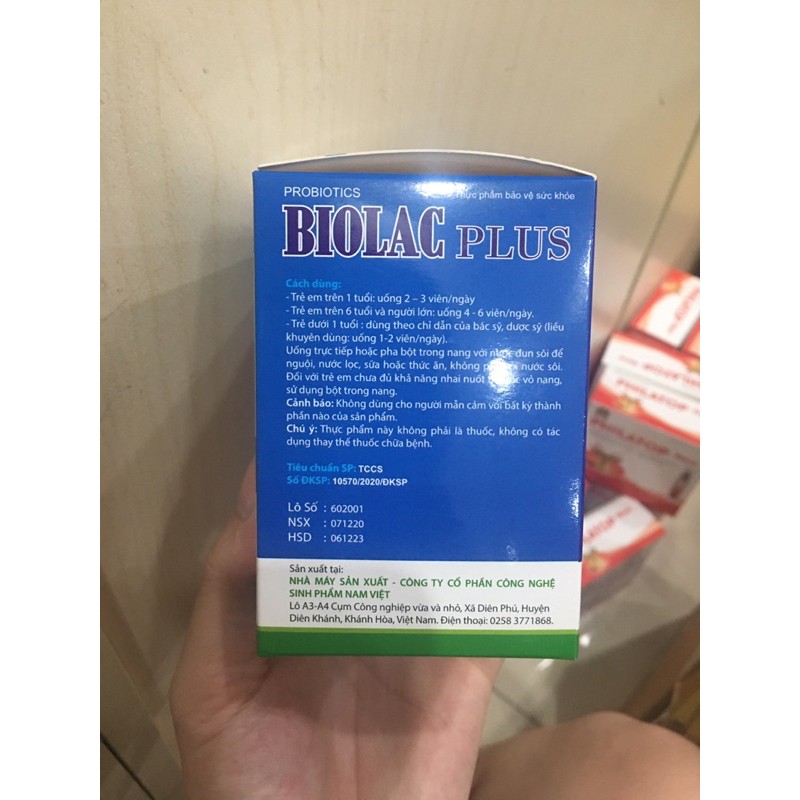 PROBIOTICS
Thực phẩm bảo vệ sức khỏe
BIOLAC PLUS
Cách dùng:
- Trẻ em trên 1 tuổi: uống 2 – 3 viên/ngày
- Trẻ em trên 6 tuổi và người lớn: uống 4 - 6 viên/ngày.
- Trẻ dưới 1 tuổi : dùng theo chỉ dẫn của bác sỹ, dược sỹ (liều
khuyên dùng: uống 1-2 viên/ngày).
Uống trực tiếp hoặc pha bột trong nang với nước đun sôi để
nguội, nước lọc, sữa hoặc thức ăn, không nước sôi.
Đối với trẻ em chưa đủ khả năng nhai nuốt vỏ nang,
sử dụng bột trong nang.
Cảnh báo: Không dùng cho người mẫn cảm với bất kỳ thành
phần nào của sản phẩm.
Chú ý: Thực phẩm này không phải là thuốc, không có tác
dụng thay thế thuốc chữa bệnh.
Tiêu chuẩn SP: TCCS
Số ĐKSP: 10570/2020/ĐKSP
Lô Số : 602001
NSX : 071220
HSD : 061223
Sản xuất tại:
NHÀ MÁY SẢN XUẤT - CÔNG TY CỔ PHẦN CÔNG NGHỆ
SINH PHẨM NAM VIỆT
Lô A3-A4 Cụm Công nghiệp vừa và nhỏ, Xã Diên Phú, Huyện
Diên Khánh, Khánh Hòa, Việt Nam. Điện thoại: 0258 3771868.
PHILATOP